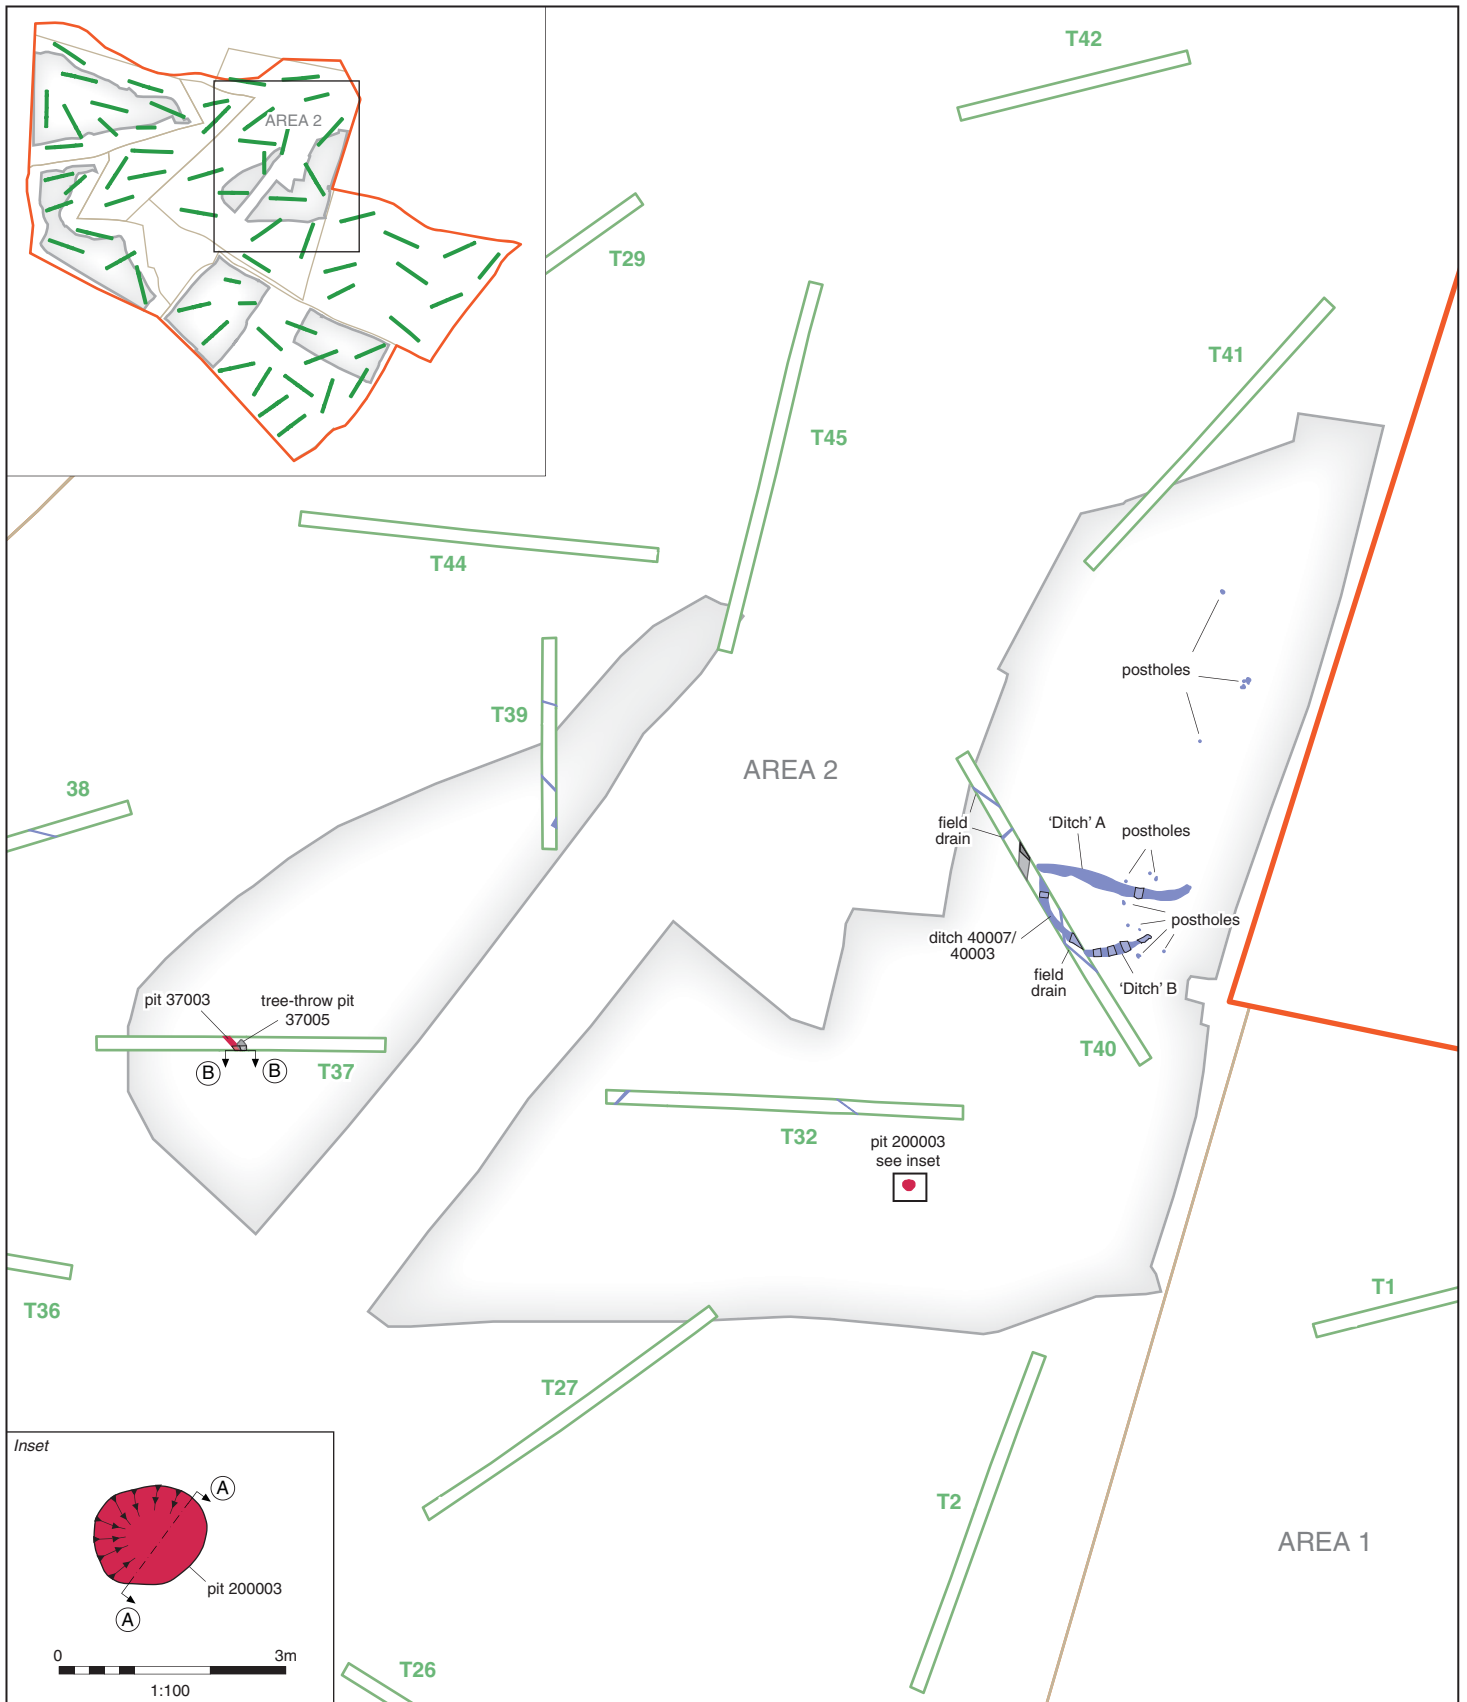 AREA 2
T42
T29
T41
T45
T44
postholes
T39
AREA 2
38
field
drain
‘Ditch’ A
postholes
postholes
ditch 40007/
40003
field
drain
‘Ditch’ B
pit 37003
tree-throw pit
37005
B
B
T37
T40
T32
pit 200003
see inset
T36
T1
T27
T2
AREA 1
T26
Inset
A
pit 200003
A
0
3m
1:100